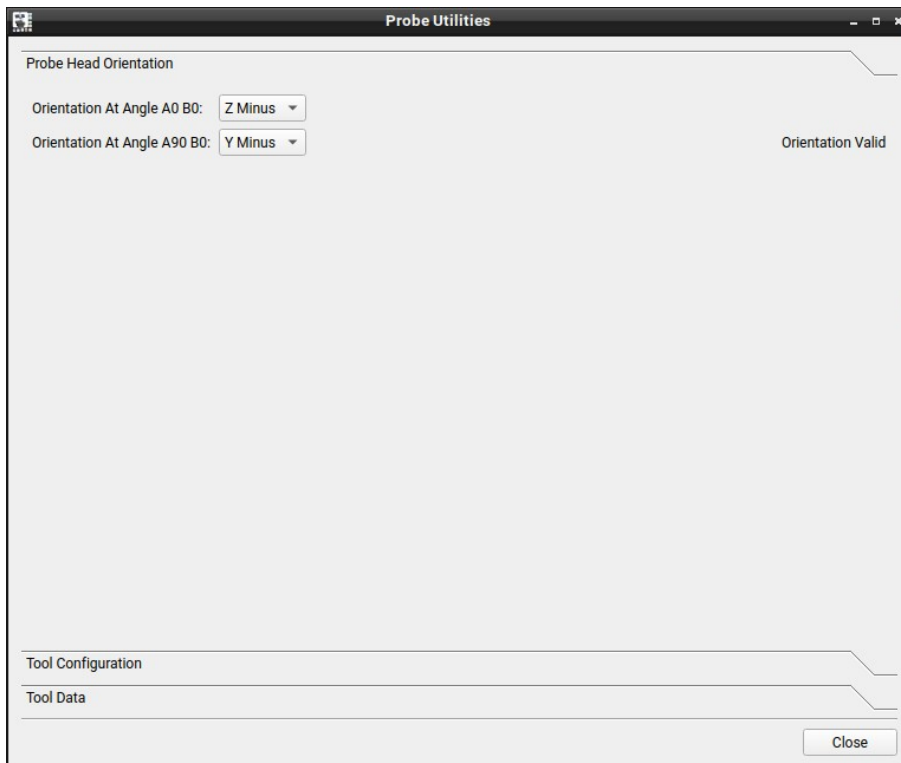 Probe Utilities
Probe Head Orientation
Orientation At Angle A0 B0: Z Minus
Orientation At Angle A90 B0: Y Minus Orientation Valid
Tool Configuration
Tool Data
Close